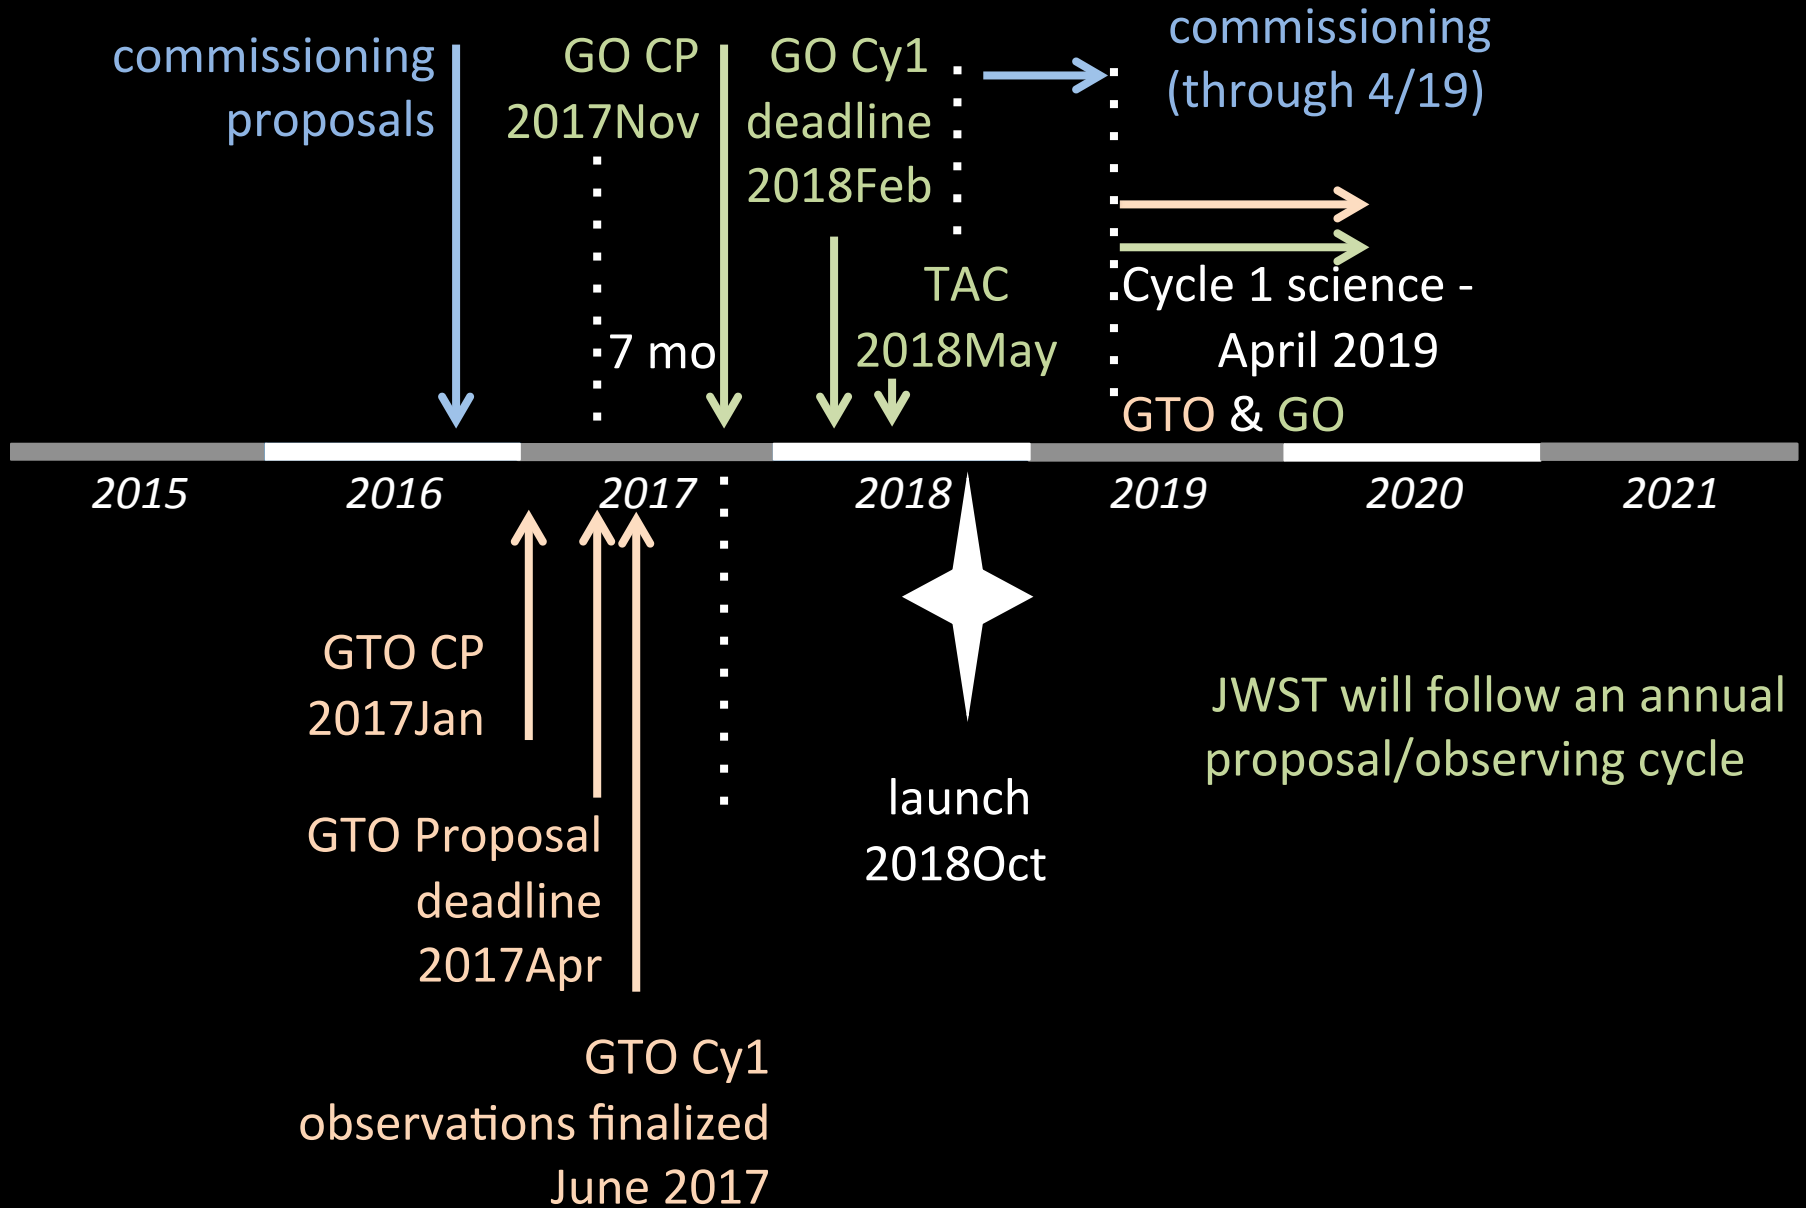 commissioning
proposals
GO CP
2017Nov
GO Cy1
deadline
2018Feb
commissioning
(through 4/19)
7 mo
TAC
2018May
Cycle 1 science -
April 2019
GTO & GO
2015 2016 2017 2018 2019 2020 2021
GTO CP
2017Jan
GTO Proposal
deadline
2017Apr
GTO Cy1
observations finalized
June 2017
launch
2018Oct
JWST will follow an annual
proposal/observing cycle